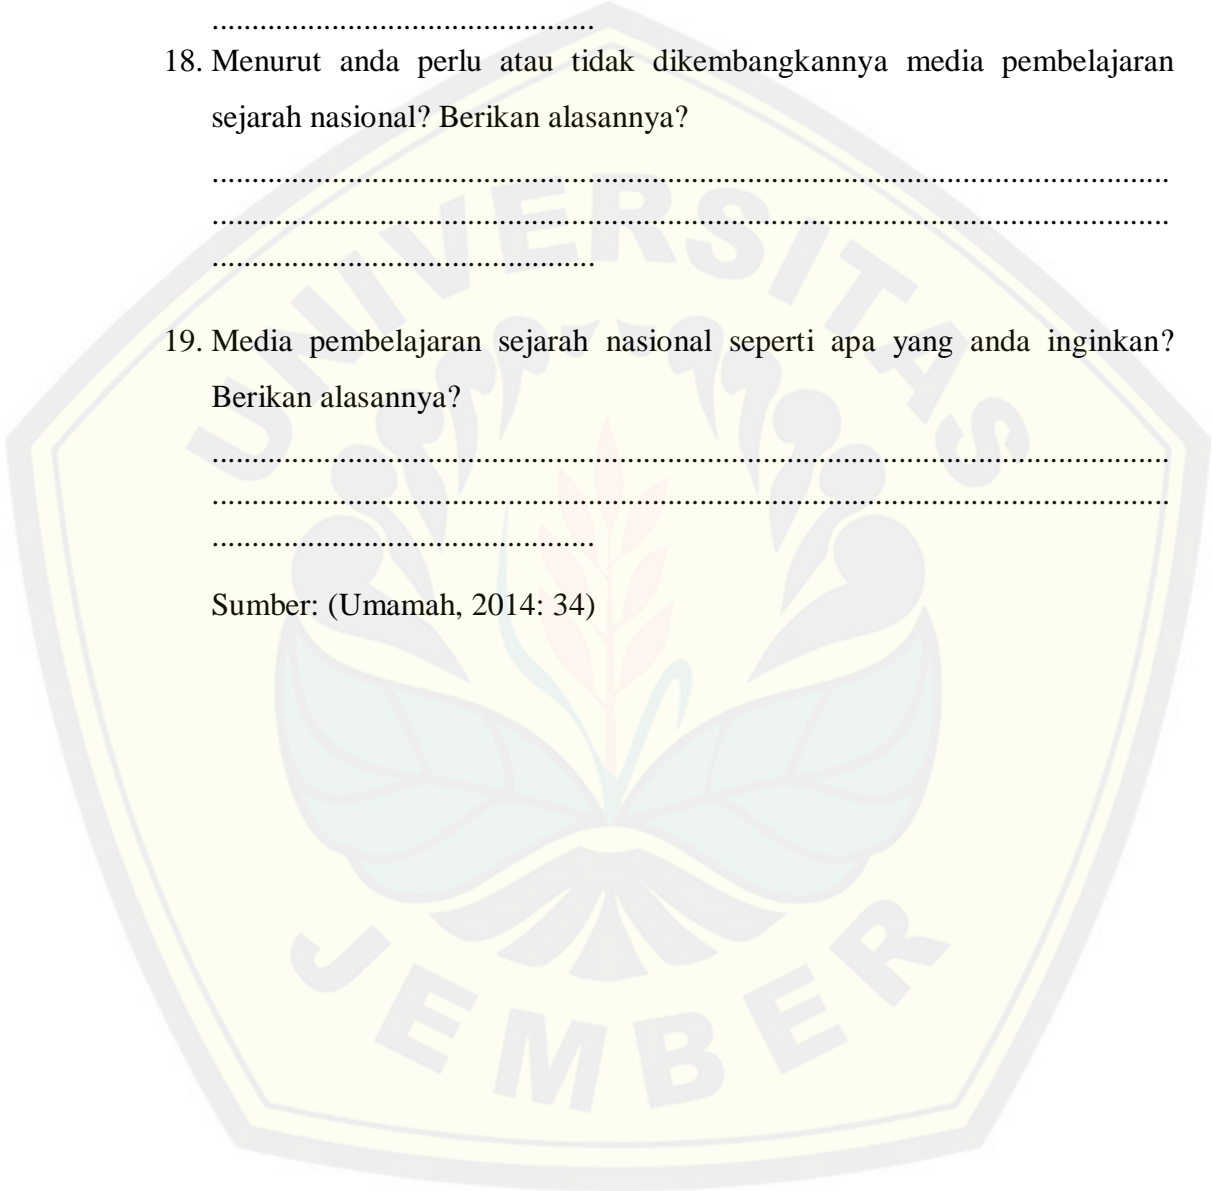 ................................................
18. Menurut anda perlu atau tidak dikembangkannya media pembelajaran
sejarah nasional? Berikan alasannya?
........................................................................................................................
........................................................................................................................
................................................
19. Media pembelajaran sejarah nasional seperti apa yang anda inginkan?
Berikan alasannya?
........................................................................................................................
........................................................................................................................
................................................
Sumber: (Umamah, 2014: 34)
UNIVERSITAS
JEMBER